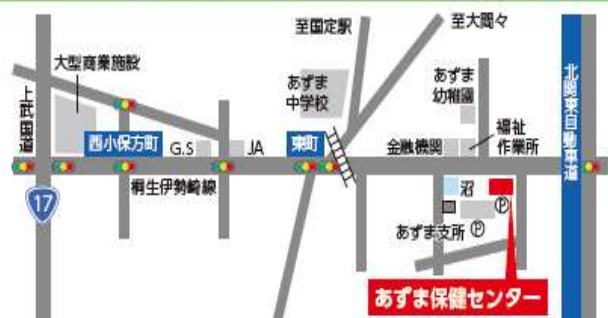 至国定駅
至大間々
大型商業施設
あずま
中学校
あずま
幼稚園
北関東自動車道
上武国道
西小保方町
G.S
JA
東町
金融機関
福祉
作業所
桐生伊勢崎線
17
沼
P
あずま支所
P
あずま保健センター